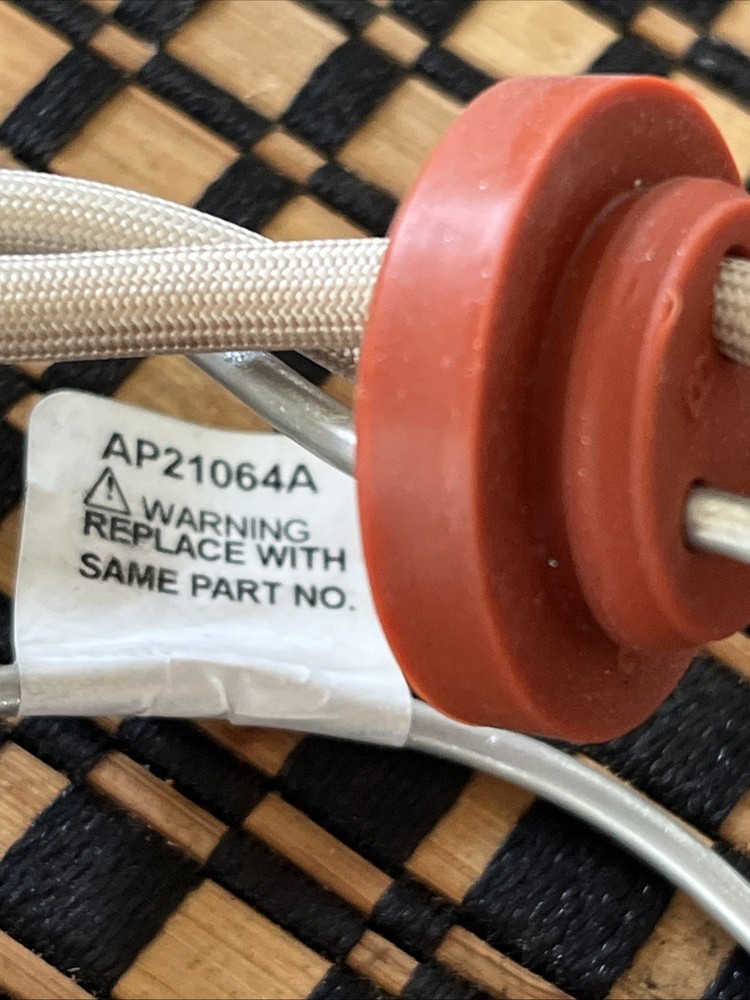 AP21064A
WARNING
REPLACE WITH
SAME PART NO.